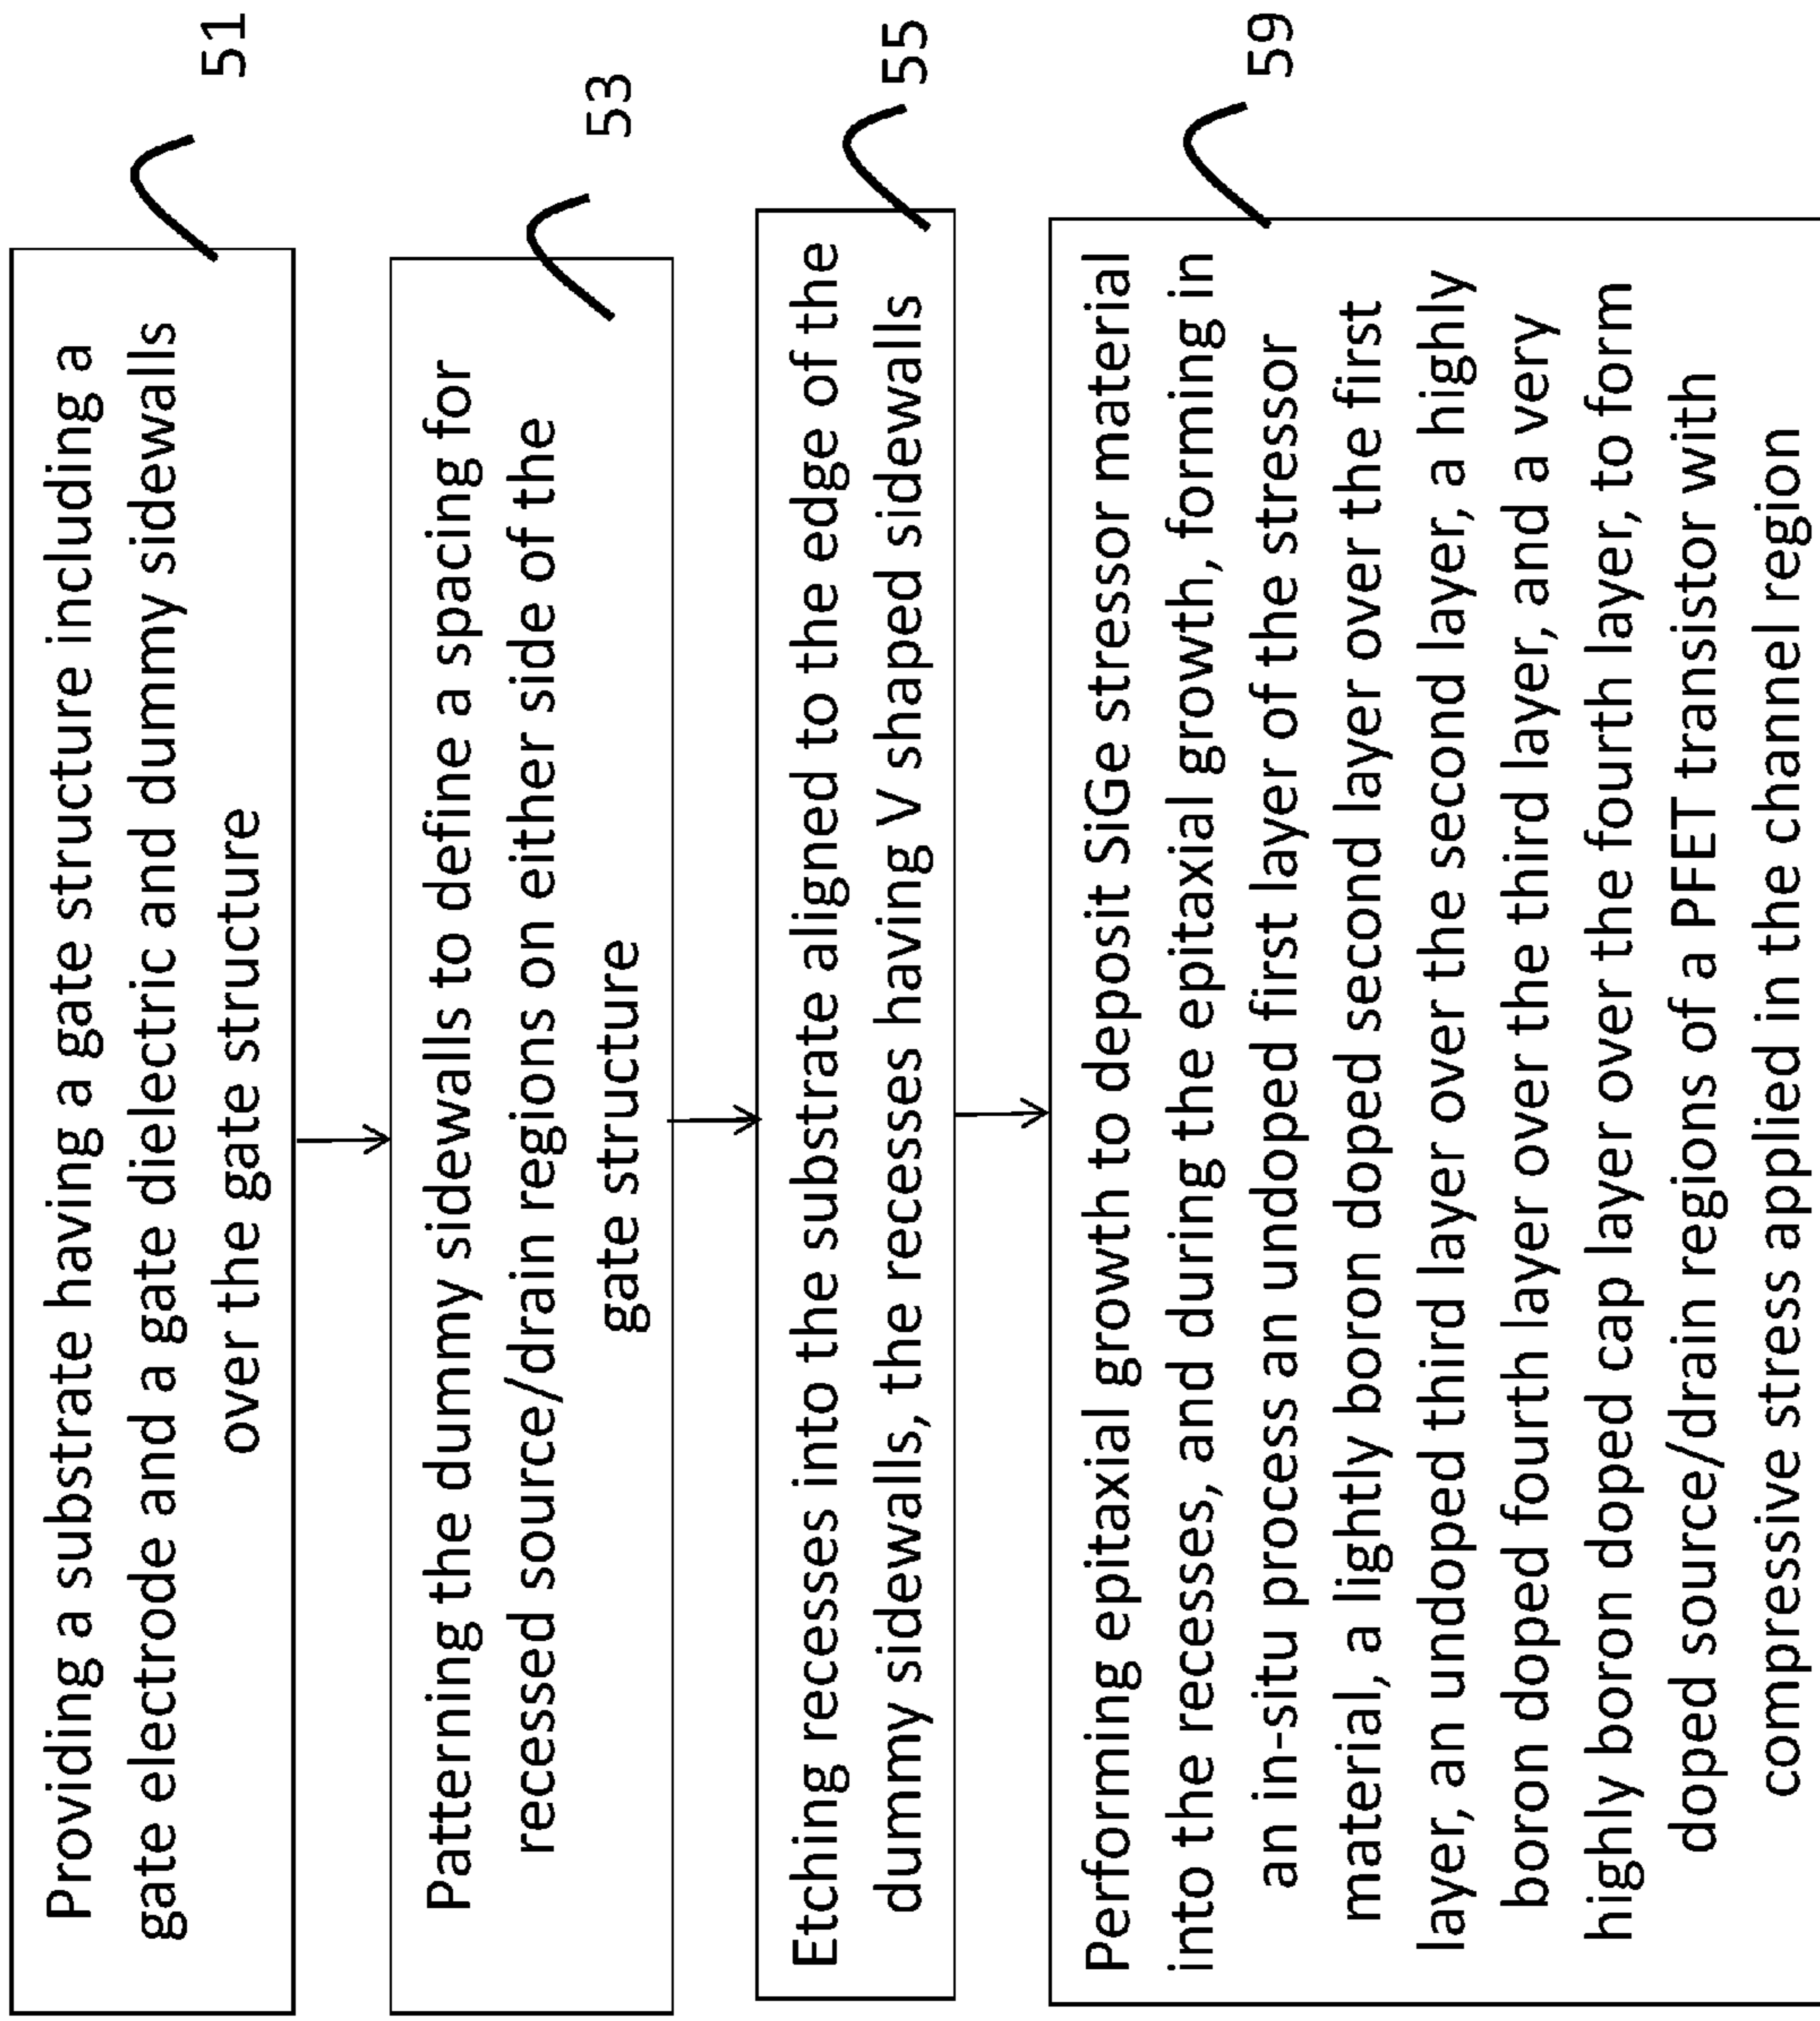 Providing a substrate having a gate structure including a
gate electrode and a gate dielectric and dummy sidewalls
over the gate structure
51
Patterning the dummy sidewalls to define a spacing for
recessed source/drain regions on either side of the
gate structure
53
Etching recesses into the substrate aligned to the edge of the
dummy sidewalls, the recesses having V shaped sidewalls
55
Performing epitaxial growth to deposit SiGe stressor material
into the recesses, and during the epitaxial growth, forming in
an in-situ process an undoped first layer of the stressor
material, a lightly boron doped second layer over the first
layer, an undoped third layer over the second layer, a highly
boron doped fourth layer over the third layer, and a very
highly boron doped cap layer over the fourth layer, to form
doped source/drain regions of a PFET transistor with
compressive stress applied in the channel region
59